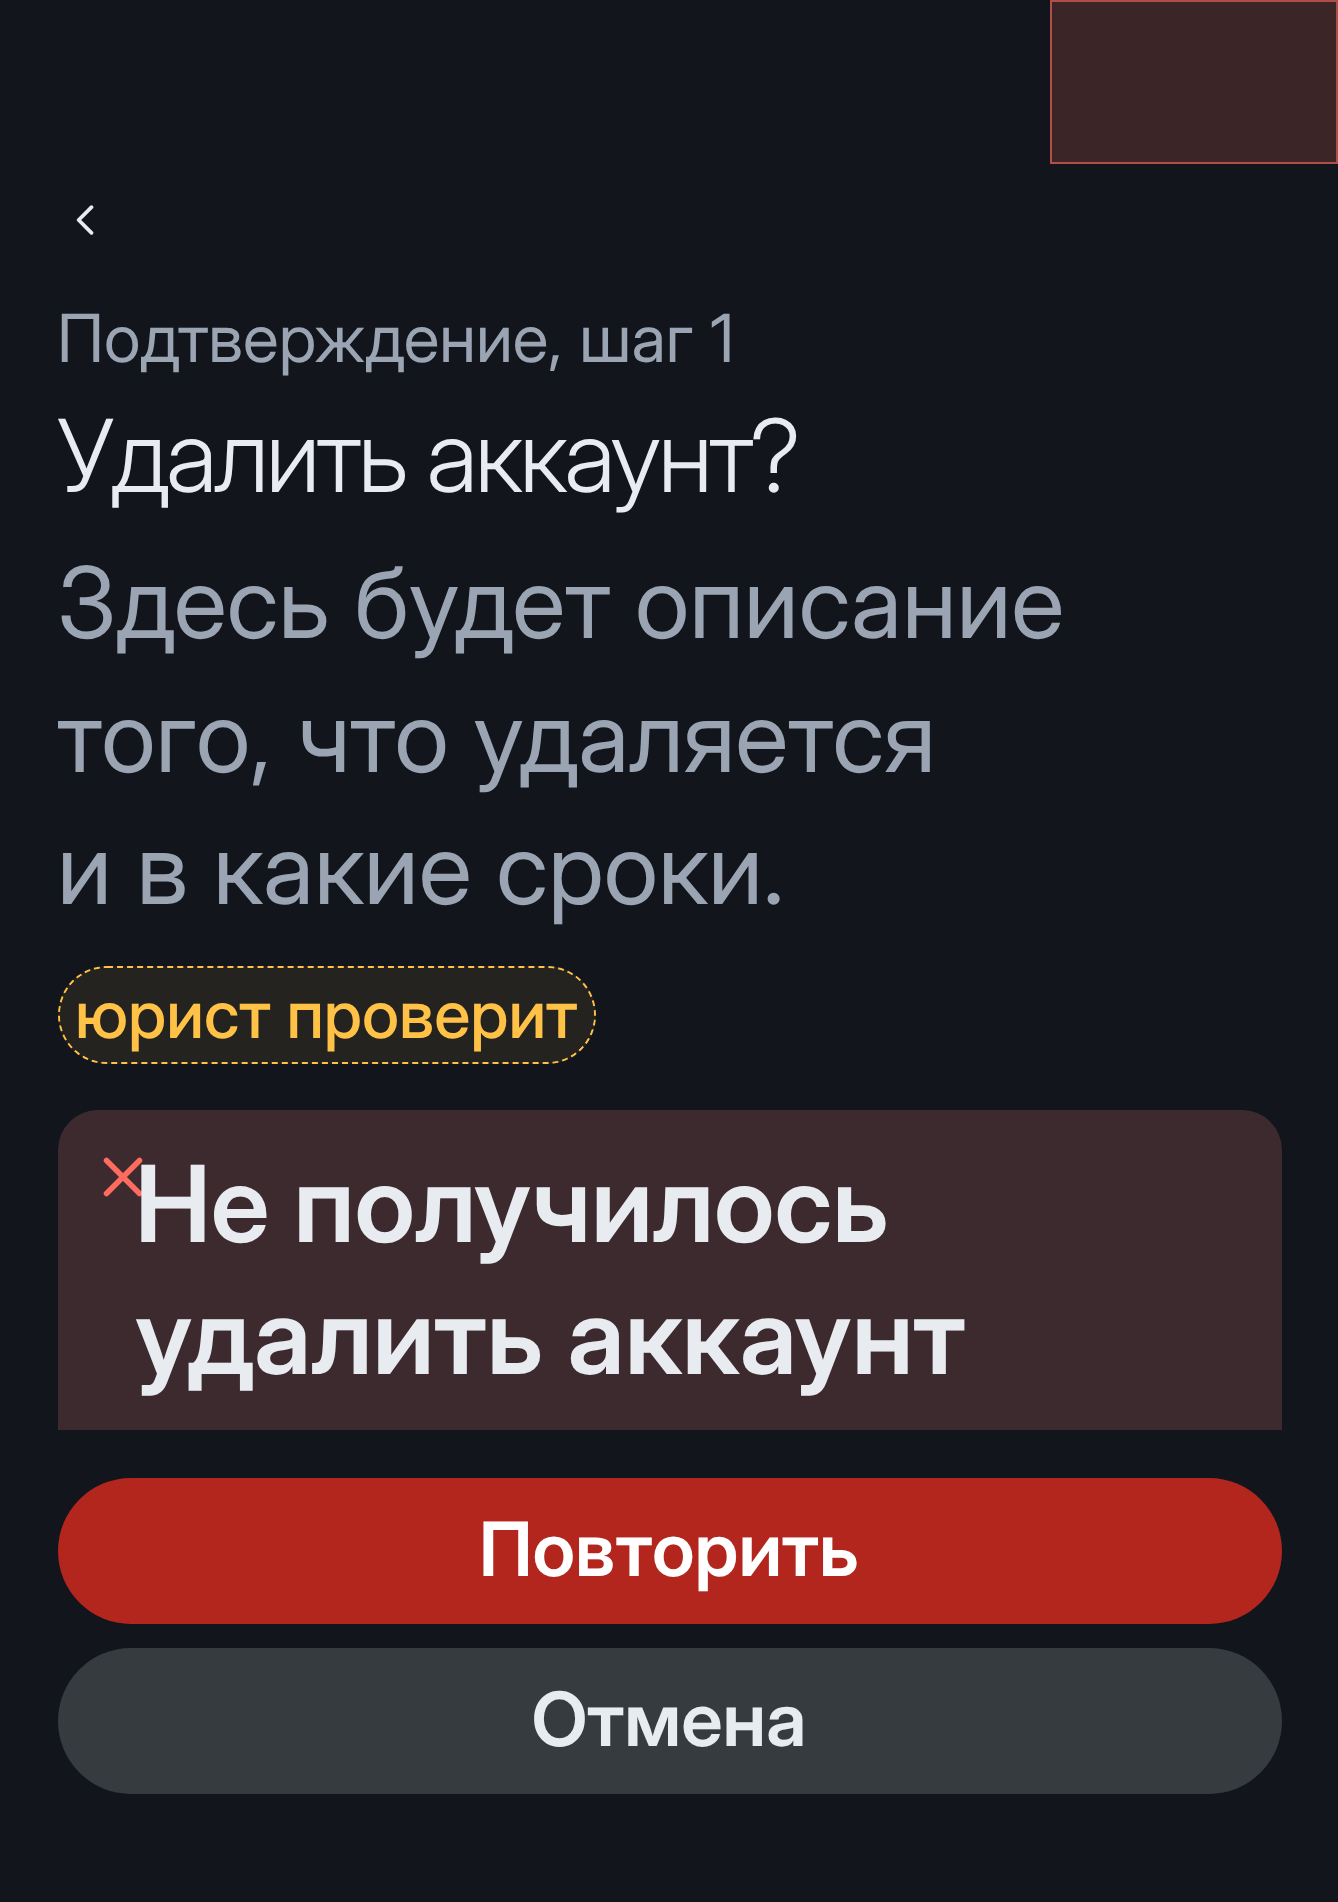 Подтверждение, шаг 1
Удалить аккаунт?
Здесь будет описание
того, что удаляется
и в какие сроки.
юрист проверит
Не получилось
удалить аккаунт
Повторить
Отмена